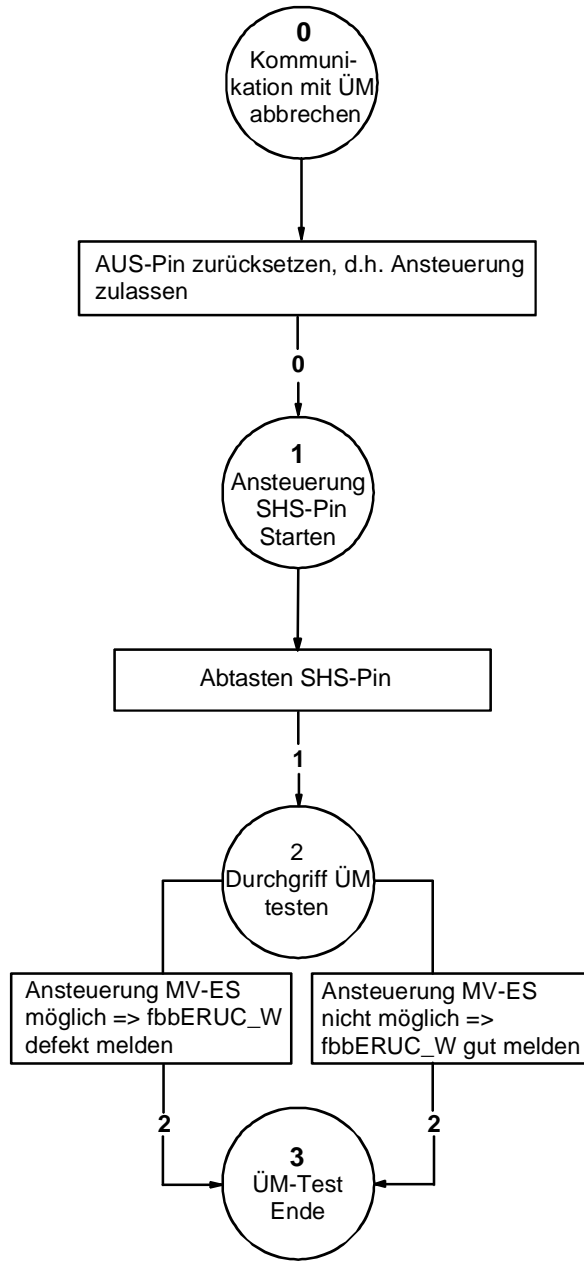 0
Kommuni-
kation mit ÜM
abbrechen
AUS-Pin zurücksetzen, d.h. Ansteuerung
zulassen
0
1
Ansteuerung
SHS-Pin
Starten
Abtasten SHS-Pin
1
2
Durchgriff ÜM
testen
Ansteuerung MV-ES
möglich => fbbERUC_W
defekt melden
Ansteuerung MV-ES
nicht möglich =>
fbbERUC_W gut melden
2
2
3
ÜM-Test
Ende